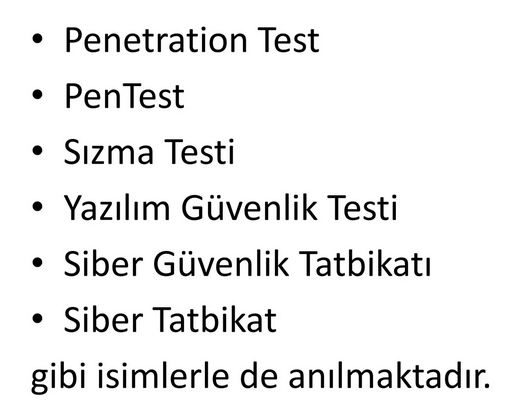 • Penetration Test
• PenTest
• Sızma Testi
• Yazılım Güvenlik Testi
• Siber Güvenlik Tatbikatı
• Siber Tatbikat
gibi isimlerle de anılmaktadır.